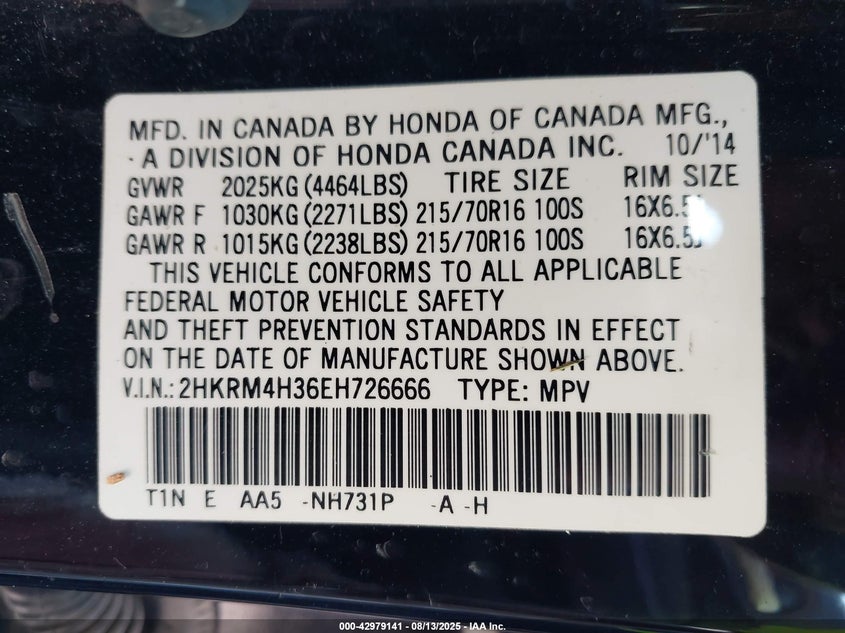 MFD. IN CANADA BY HONDA OF CANADA MFG.,
A DIVISION OF HONDA CANADA INC. 10/'14
GVWR 2025KG (4464LBS) TIRE SIZE RIM SIZE
GAWR F 1030KG (2271LBS) 215/70R16 100S 16X6.5J
GAWR R 1015KG (2238LBS) 215/70R16 100S 16X6.5J
THIS VEHICLE CONFORMS TO ALL APPLICABLE
FEDERAL MOTOR VEHICLE SAFETY
AND THEFT PREVENTION STANDARDS IN EFFECT
ON THE DATE OF MANUFACTURE SHOWN ABOVE.
V.I.N.: 2HKRM4H36EH726666 TYPE: MPV
T1N E AA5 -NH731P -A -H
000-42979141 - 08/13/2025 - IAA Inc.